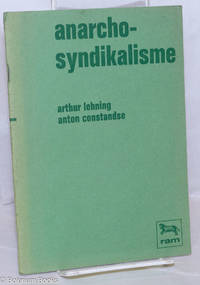 anarcho-
syndikalisme
arthur lehning
anton constandse
ram
© Bolerium Books